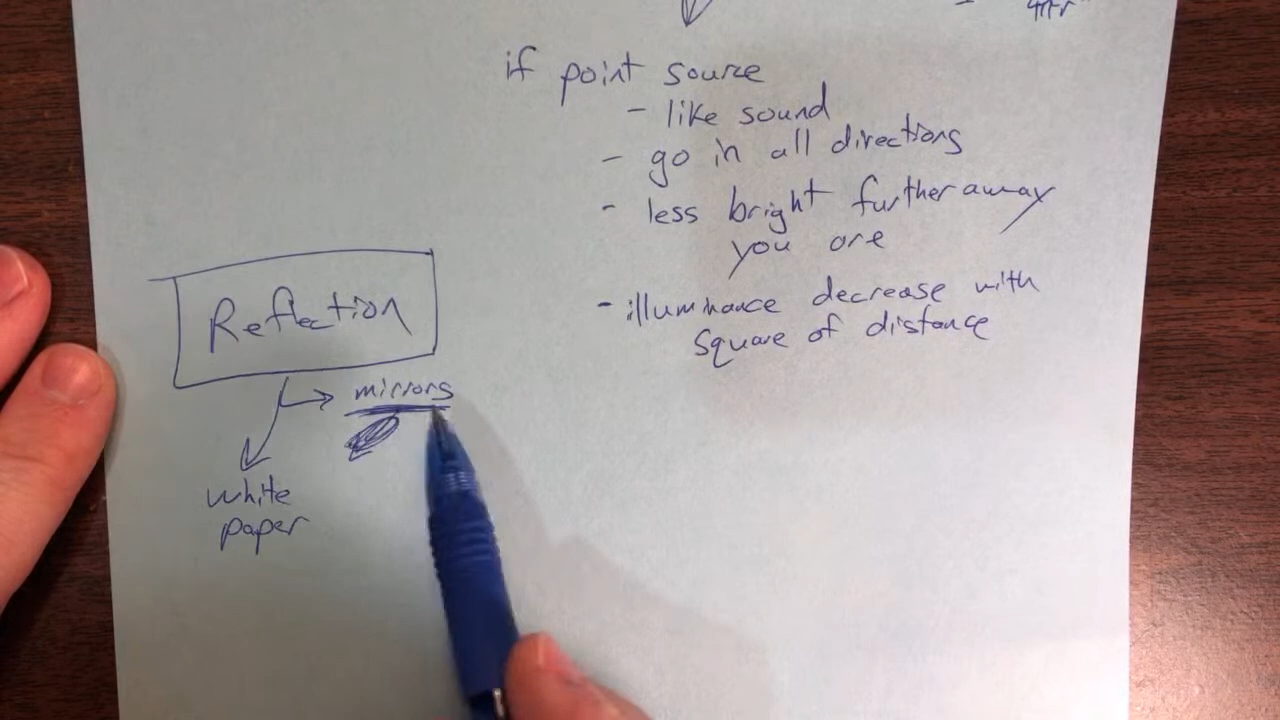 4πr
if point source
- like sound
- go in all directions
- less bright further away
you are
- illuminance decrease with
square of distance
Reflection
mirrors
white
paper